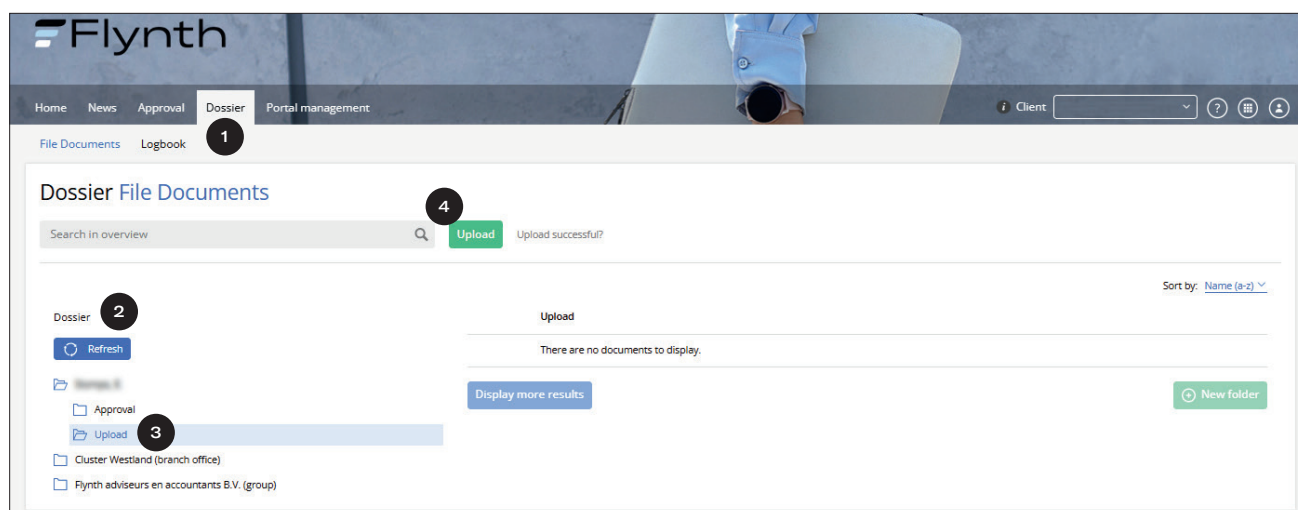 Flynth
Home News Approval Dossier Portal management i Client ?
1
File Documents Logbook
Dossier File Documents
4
Search in overview Upload Upload successful?
Sort by: Name (a-z)
2
Dossier Upload
Refresh There are no documents to display.
Display more results New folder
Approval
Upload 3
Cluster Westland (branch office)
Flynth adviseurs en accountants B.V. (group)